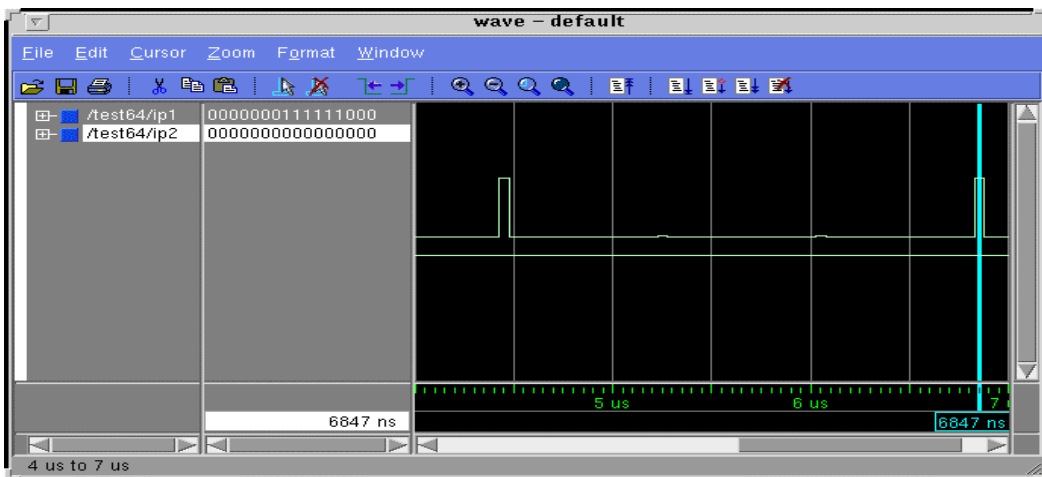 wave – default
File Edit Cursor Zoom Format Window
/test64/ip1 0000000111111000
/test64/ip2 0000000000000000
5 us 6 us 7
6847 ns 6847 ns
4 us to 7 us